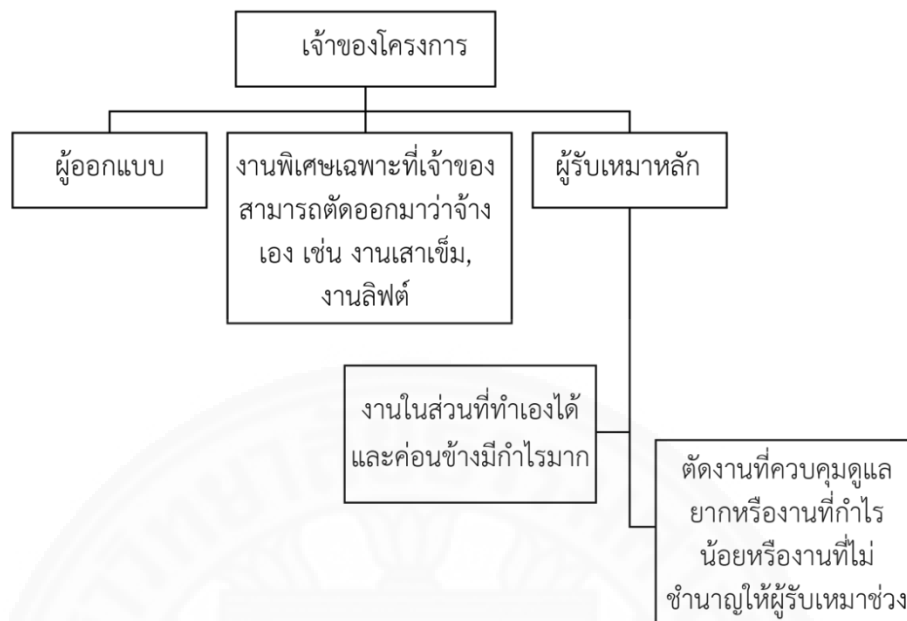 เจ้าของโครงการ
ผู้ออกแบบ
งานพิเศษเฉพาะที่เจ้าของ
สามารถตัดออกมาว่าจ้าง
เอง เช่น งานเสาเข็ม,
งานลิฟต์
ผู้รับเหมาหลัก
งานในส่วนที่ทำเองได้
และค่อนข้างมีกำไรมาก
ตัดงานที่ควบคุมดูแล
ยากหรืองานที่กำไร
น้อยหรืองานที่ไม่
ชำนาญให้ผู้รับเหมาช่วง